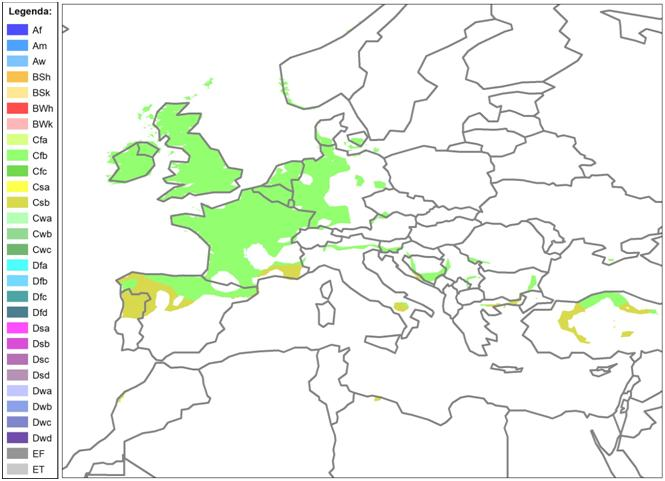 Legenda:
Af
Am
Aw
BSh
BSk
BWh
BWk
Cfa
Cfb
Cfc
Csa
Csb
Cwa
Cwb
Cwc
Dfa
Dfb
Dfc
Dfd
Dsa
Dsb
Dsc
Dsd
Dwa
Dwb
Dwc
Dwd
EF
ET